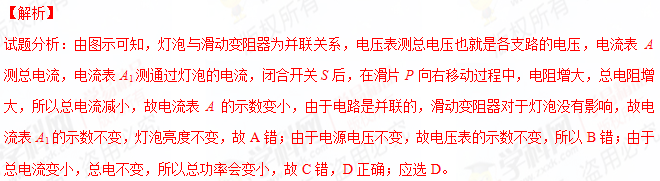 【解析】
试题分析：由图示可知，灯泡与滑动变阻器为并联关系，电压表测总电压也就是各支路的电压，电流表 A
测总电流，电流表 A₁测通过灯泡的电流，闭合开关 S 后，在滑片 P 向右移动过程中，电阻增大，总电阻增
大，所以总电流减小，故电流表 A 的示数变小，由于电路是并联的，滑动变阻器对于灯泡没有影响，故电
流表 A₁的示数不变，灯泡亮度不变，故 A 错；由于电源电压不变，故电压表的示数不变，所以 B 错；由于
总电流变小，总电不变，所以总功率会变小，故 C 错，D 正确；应选 D。